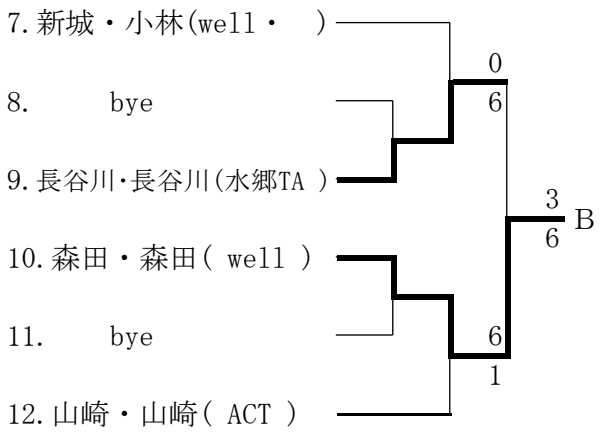 7. 新城・小林(well・　)
0
6
8.　　bye
9. 長谷川・長谷川(水郷TA )
3
6
B
10. 森田・森田( well )
11.　　bye
6
1
12. 山崎・山崎( ACT )